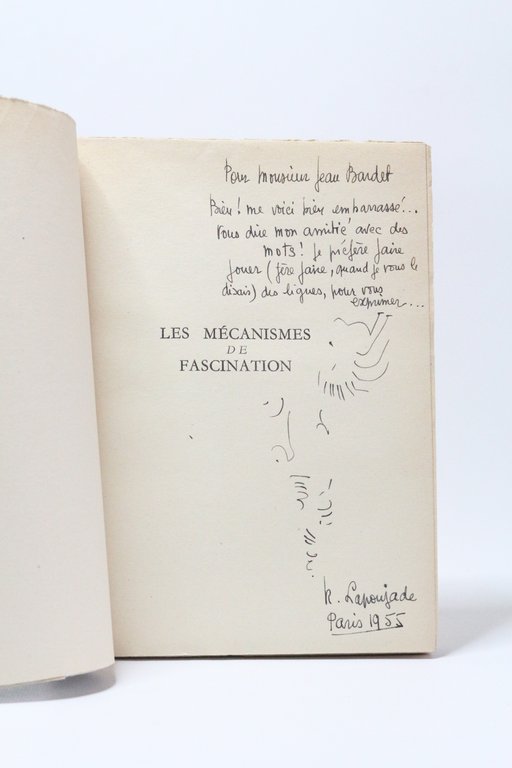 Pour Monsieur Jean Bardet
Bien! me voici bien embarrassé...
Vous dire mon amitié avec des
mots! Je préfère faire
jouer (fère faire, quand je vous le
disais) des lignes, pour vous
exprimer...
LES MÉCANISMES
DE
FASCINATION
R. Lapoujade
Paris 1955